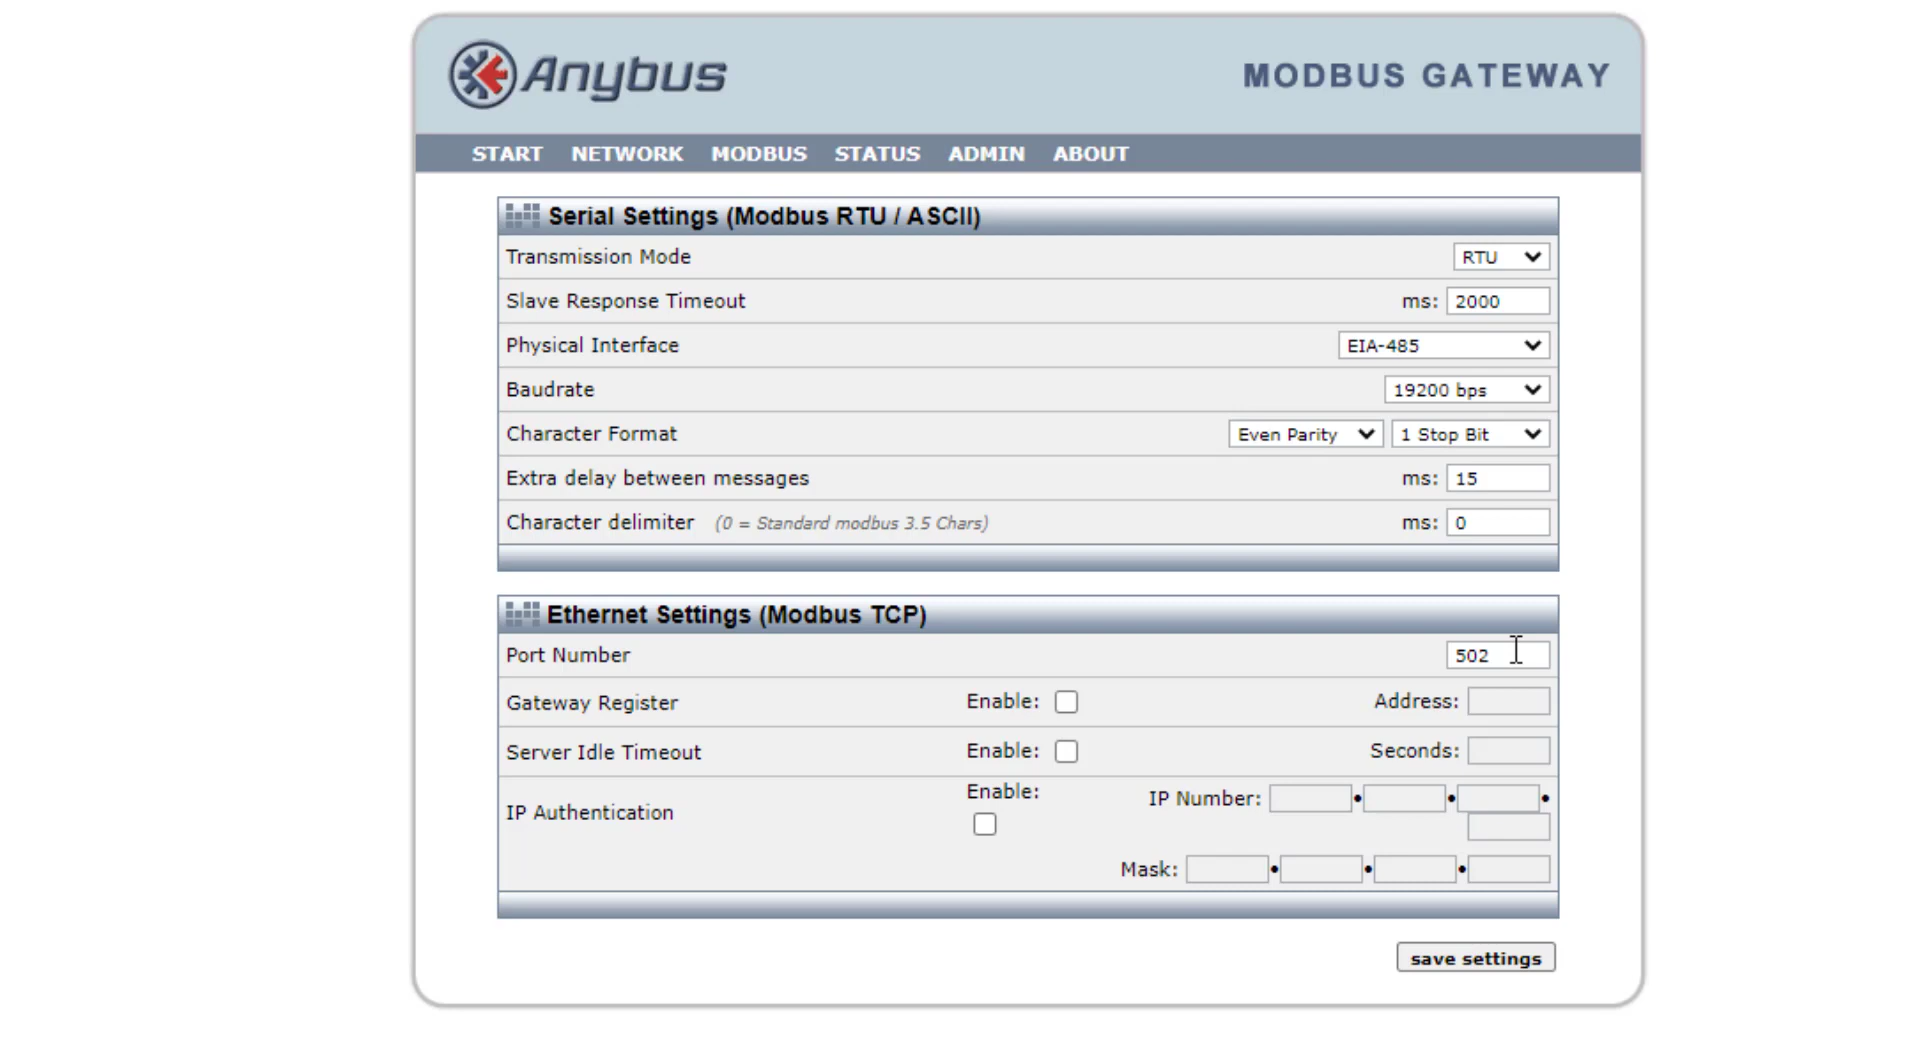 Anybus
MODBUS GATEWAY
START NETWORK MODBUS STATUS ADMIN ABOUT
Serial Settings (Modbus RTU / ASCII)
Transmission Mode RTU
Slave Response Timeout ms: 2000
Physical Interface EIA-485
Baudrate 19200 bps
Character Format Even Parity 1 Stop Bit
Extra delay between messages ms: 15
Character delimiter (0 = Standard modbus 3.5 Chars) ms: 0
Ethernet Settings (Modbus TCP)
Port Number 502
Gateway Register Enable: Address:
Server Idle Timeout Enable: Seconds:
IP Authentication Enable: IP Number:
Mask:
save settings